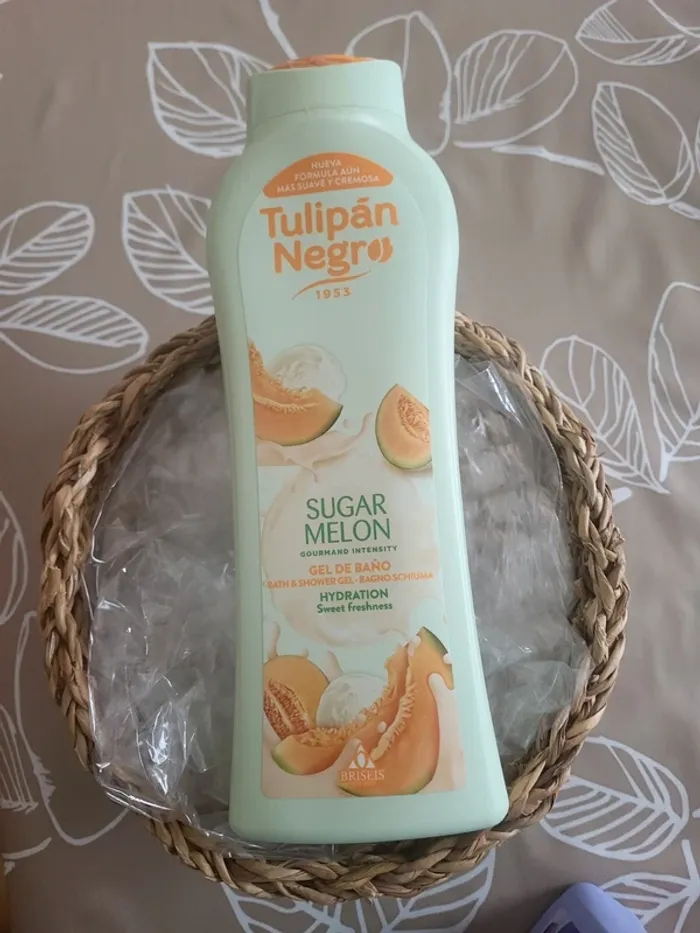 NUEVA
FÓRMULA AÚN
MÁS SUAVE Y CREMOSA
Tulipán
Negro
1953
SUGAR
MELON
GOURMAND INTENSITY
GEL DE BAÑO
BATH & SHOWER GEL · BAGNO SCHIUMA
HYDRATION
Sweet freshness
BRISEIS